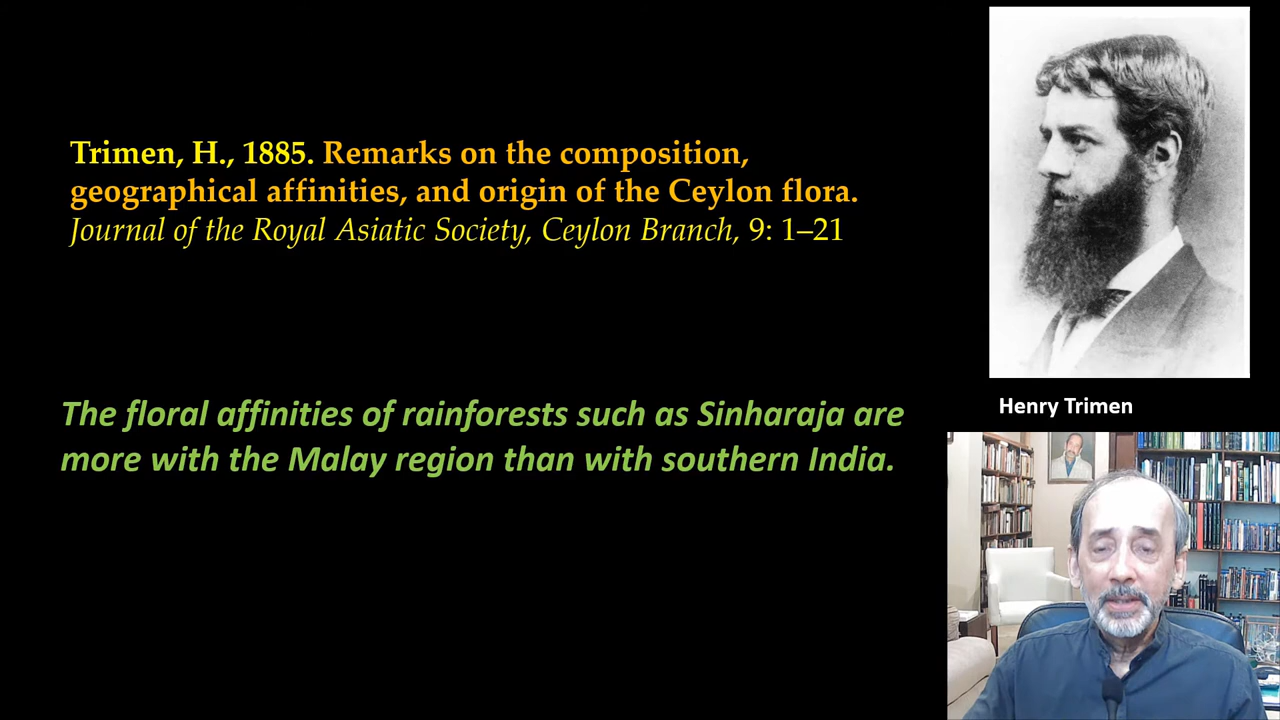 Trimen, H., 1885. Remarks on the composition,
geographical affinities, and origin of the Ceylon flora.
Journal of the Royal Asiatic Society, Ceylon Branch, 9: 1–21
The floral affinities of rainforests such as Sinharaja are
more with the Malay region than with southern India.
Henry Trimen